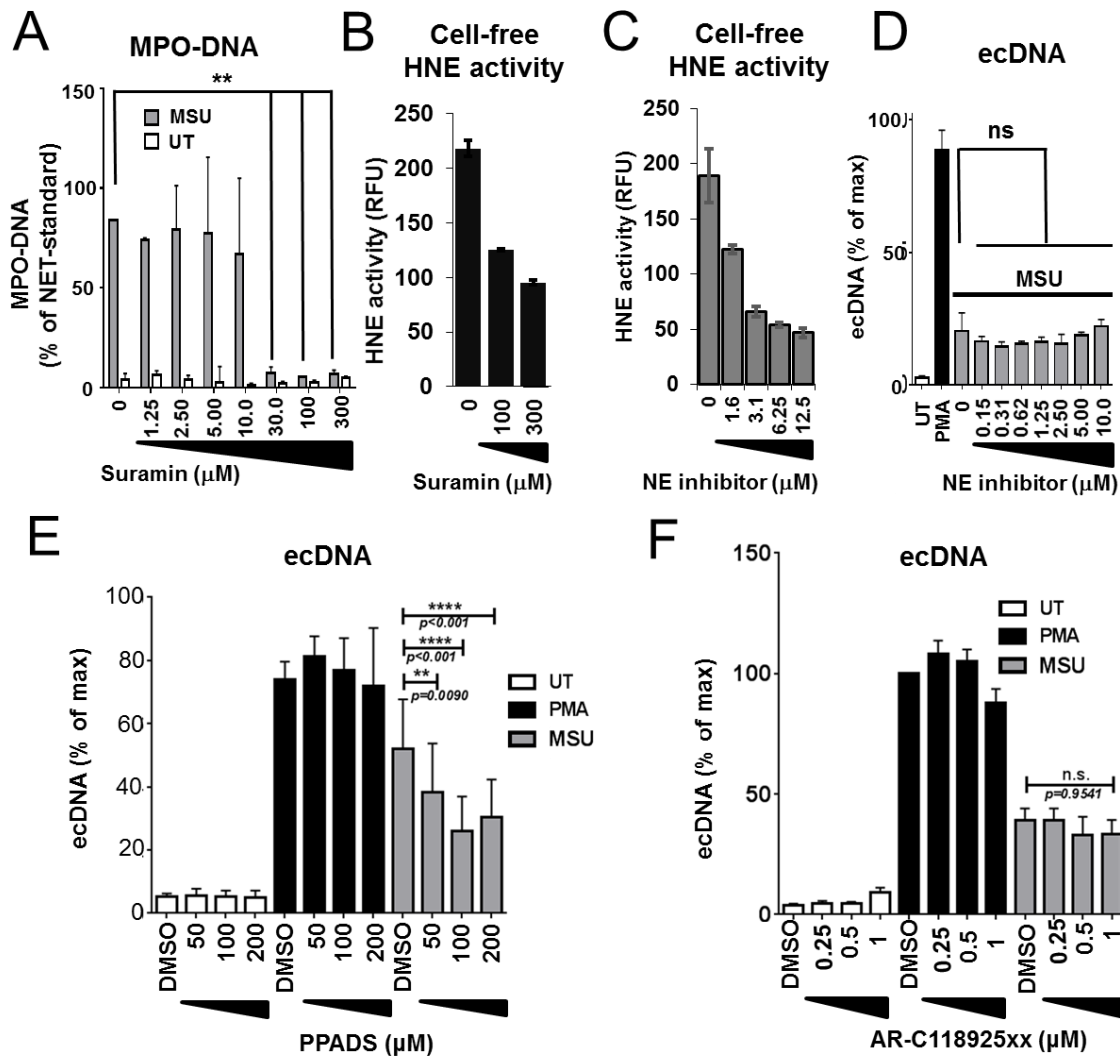 A
MPO-DNA
**
MSU
UT
MPO-DNA
(% of NET-standard)
150
100
50
0
0 1.25 2.50 5.00 10.0 30.0 100 300
Suramin (μM)
B
Cell-free
HNE activity
HNE activity (RFU)
250
200
150
100
50
0
0 100 300
Suramin (μM)
C
Cell-free
HNE activity
HNE activity (RFU)
250
200
150
100
50
0
0 1.6 3.1 6.25 12.5
NE inhibitor (μM)
D
ecDNA
ns
MSU
ecDNA (% of max)
100
50
0
UT PMA 0 0.15 0.31 0.62 1.25 2.50 5.00 10.0
NE inhibitor (μM)
E
ecDNA
****
p<0.001
****
p<0.001
**
p=0.0090
UT
PMA
MSU
ecDNA (% of max)
100
80
60
40
20
0
DMSO 50 100 200 DMSO 50 100 200 DMSO 50 100 200
PPADS (µM)
F
ecDNA
UT
PMA
MSU
n.s.
p=0.9541
ecDNA (% of max)
150
100
50
0
DMSO 0.25 0.5 1 DMSO 0.25 0.5 1 DMSO 0.25 0.5 1
AR-C118925xx (µM)